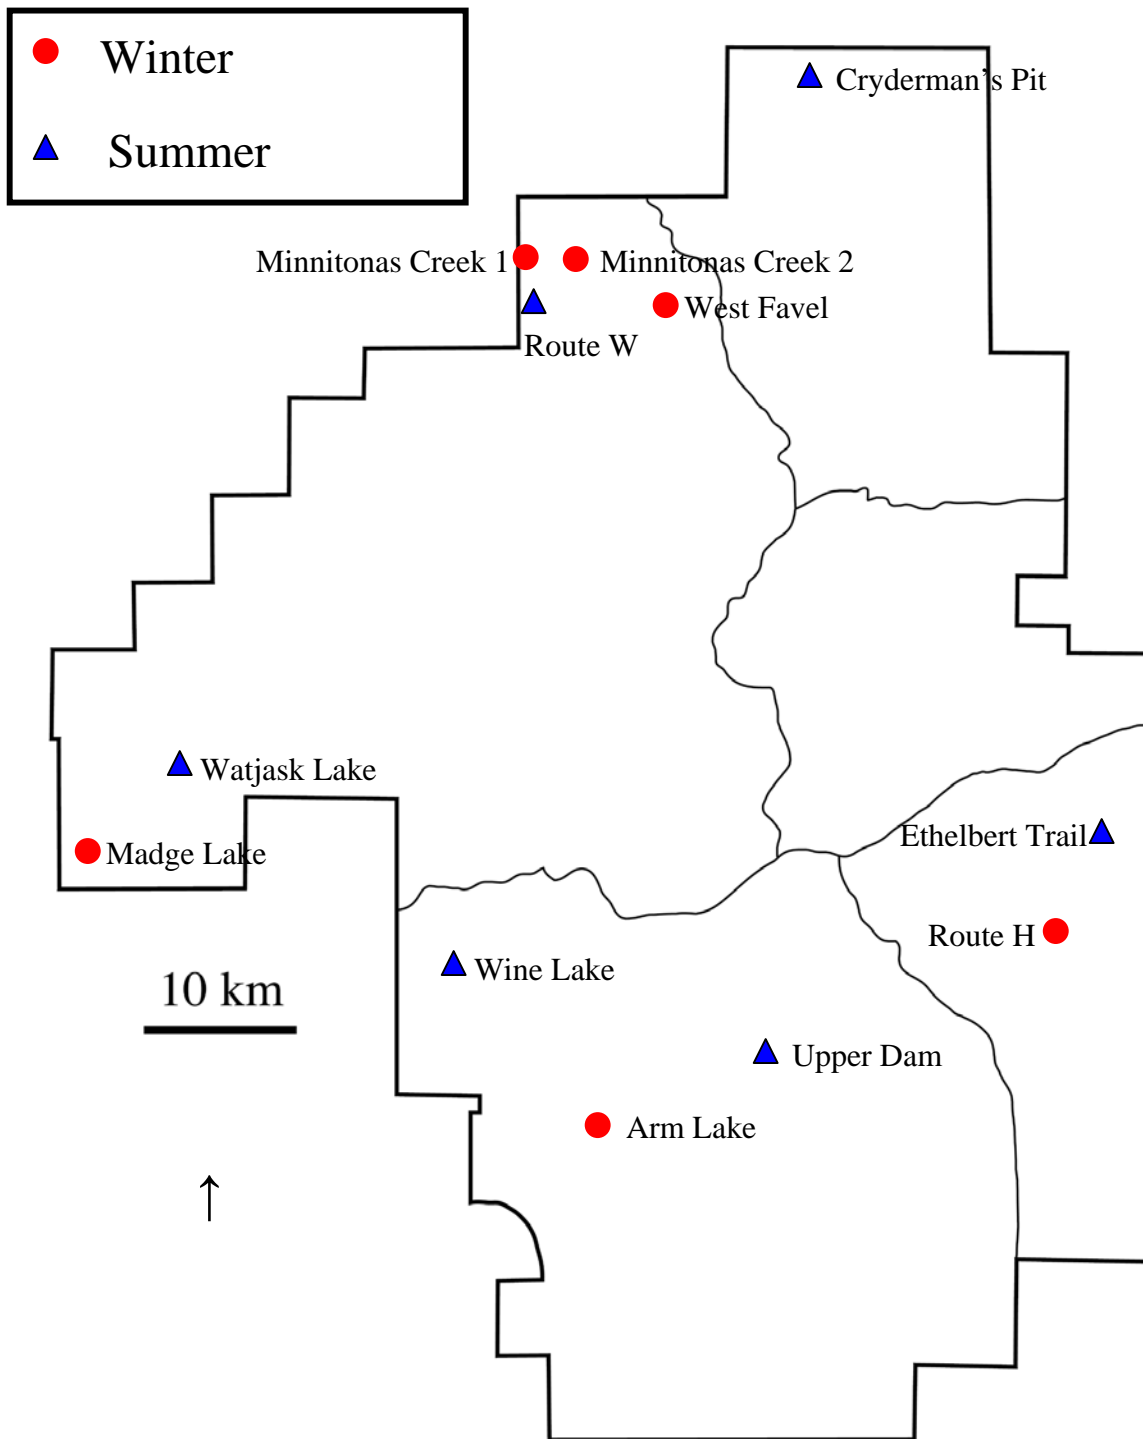 Winter
Summer
Cryderman's Pit
Minnitonas Creek 1
Minnitonas Creek 2
West Favel
Route W
Watjask Lake
Madge Lake
Ethelbert Trail
Route H
Wine Lake
10 km
Upper Dam
Arm Lake